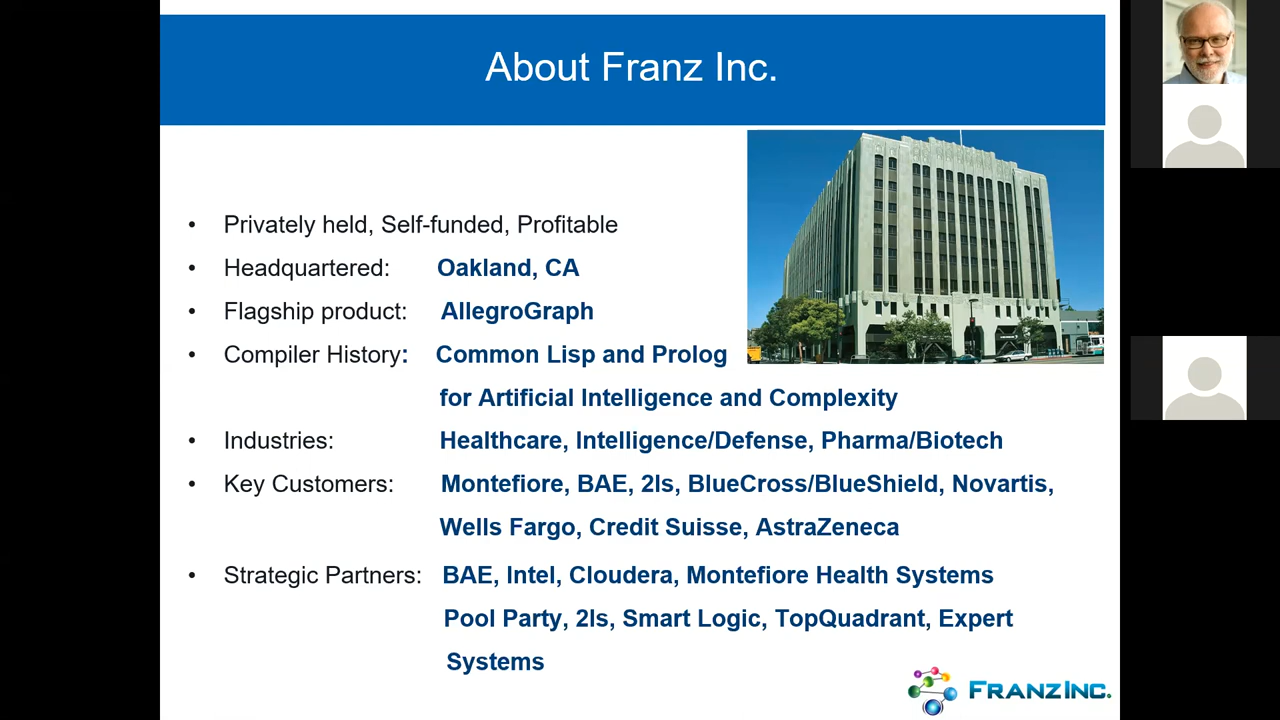 About Franz Inc.
• Privately held, Self-funded, Profitable
• Headquartered: Oakland, CA
• Flagship product: AllegroGraph
• Compiler History: Common Lisp and Prolog
for Artificial Intelligence and Complexity
• Industries: Healthcare, Intelligence/Defense, Pharma/Biotech
• Key Customers: Montefiore, BAE, 2Is, BlueCross/BlueShield, Novartis,
Wells Fargo, Credit Suisse, AstraZeneca
• Strategic Partners: BAE, Intel, Cloudera, Montefiore Health Systems
Pool Party, 2Is, Smart Logic, TopQuadrant, Expert
Systems
FRANZ INC.